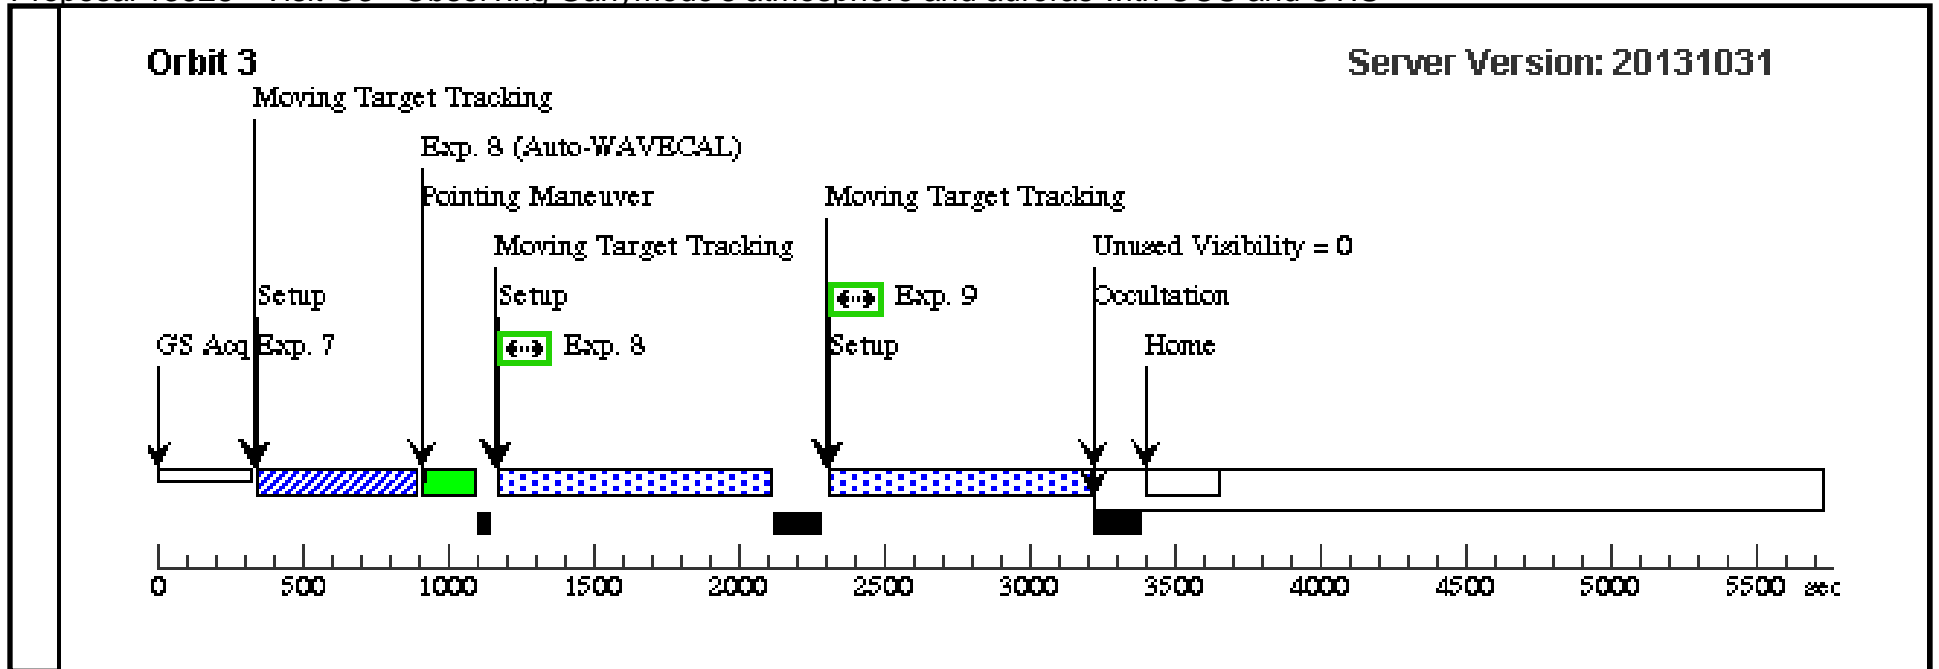 Orbit 3
Server Version: 20131031
Moving Target Tracking
Exp. 8 (Auto-WAVECAL)
Pointing Maneuver
Moving Target Tracking
Moving Target Tracking
Unused Visibility = 0
Setup
Setup
Exp. 9
Occultation
GS Acq
Exp. 7
Exp. 8
Setup
Home
0 500 1000 1500 2000 2500 3000 3500 4000 4500 5000 5500 sec